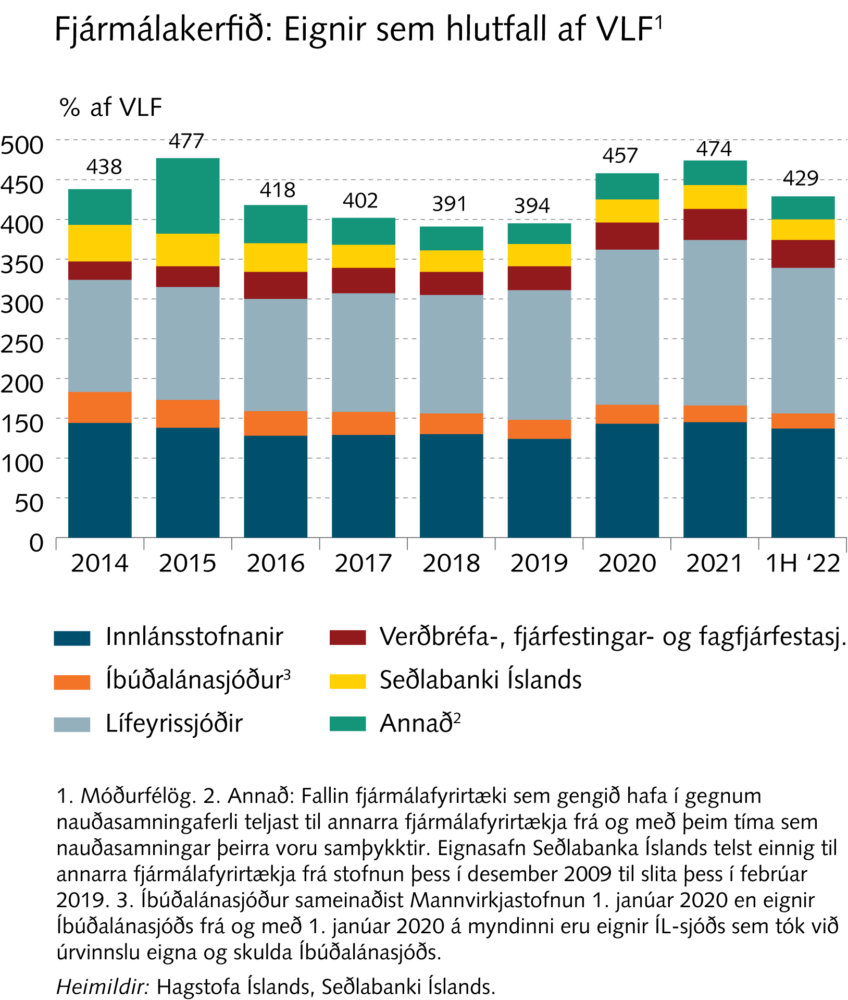 Fjármálakerfið: Eignir sem hlutfall af VLF¹
% af VLF
500
450
400
350
300
250
200
150
100
50
0
438
477
418
402
391
394
457
474
429
2014
2015
2016
2017
2018
2019
2020
2021
1H ‘22
Innlánsstofnanir
Íbúðalánasjóður³
Lífeyrissjóðir
Verðbréfa-, fjárfestingar- og fagfjárfestasj.
Seðlabanki Íslands
Annað²
1. Móðurfélög. 2. Annað: Fallin fjármálafyrirtæki sem gengið hafa í gegnum
nauðasamningaferli teljast til annarra fjármálafyrirtækja frá og með þeim tíma sem
nauðasamningar þeirra voru samþykktir. Eignasafn Seðlabanka Íslands telst einnig til
annarra fjármálafyrirtækja frá stofnun þess í desember 2009 til slita þess í febrúar
2019. 3. Íbúðalánasjóður sameinaðist Mannvirkjastofnun 1. janúar 2020 en eignir
Íbúðalánasjóðs frá og með 1. janúar 2020 á myndinni eru eignir ÍL-sjóðs sem tók við
úrvinnslu eigna og skulda Íbúðalánasjóðs.
Heimildir: Hagstofa Íslands, Seðlabanki Íslands.